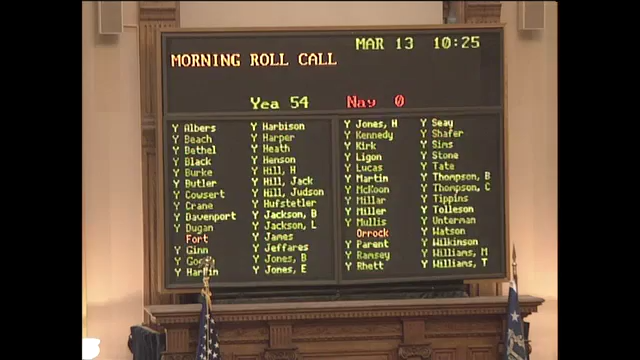 MAR 13 10:25
MORNING ROLL CALL
Yea 54 Nay 0
Y Albers
Y Beach
Y Bethel
Y Black
Y Burke
Y Butler
Y Cowsert
Y Crane
Y Davenport
Y Dugan
Fort
Y Ginn
Y
Y Harbison
Y Harper
Y Heath
Y Henson
Y Hill, H
Y Hill, Jack
Y Hill, Judson
Y Hufstetler
Y Jackson, B
Y Jackson, L
Y James
Y Jeffares
Y Jones, B
Y Jones, E
Y Jones, H
Y Kennedy
Y Kirk
Y Ligon
Y Lucas
Y Martin
Y McKoon
Y Millar
Y Miller
Y Mullis
Orrock
Y Parent
Y Ramsey
Y Rhett
Y Seay
Y Shafer
Y Sims
Y Stone
Y Tate
Y Thompson, B
Y Thompson, C
Y Tippins
Y Tolleson
Y Unterman
Y Watson
Y Wilkinson
Y Williams, M
Y Williams, T